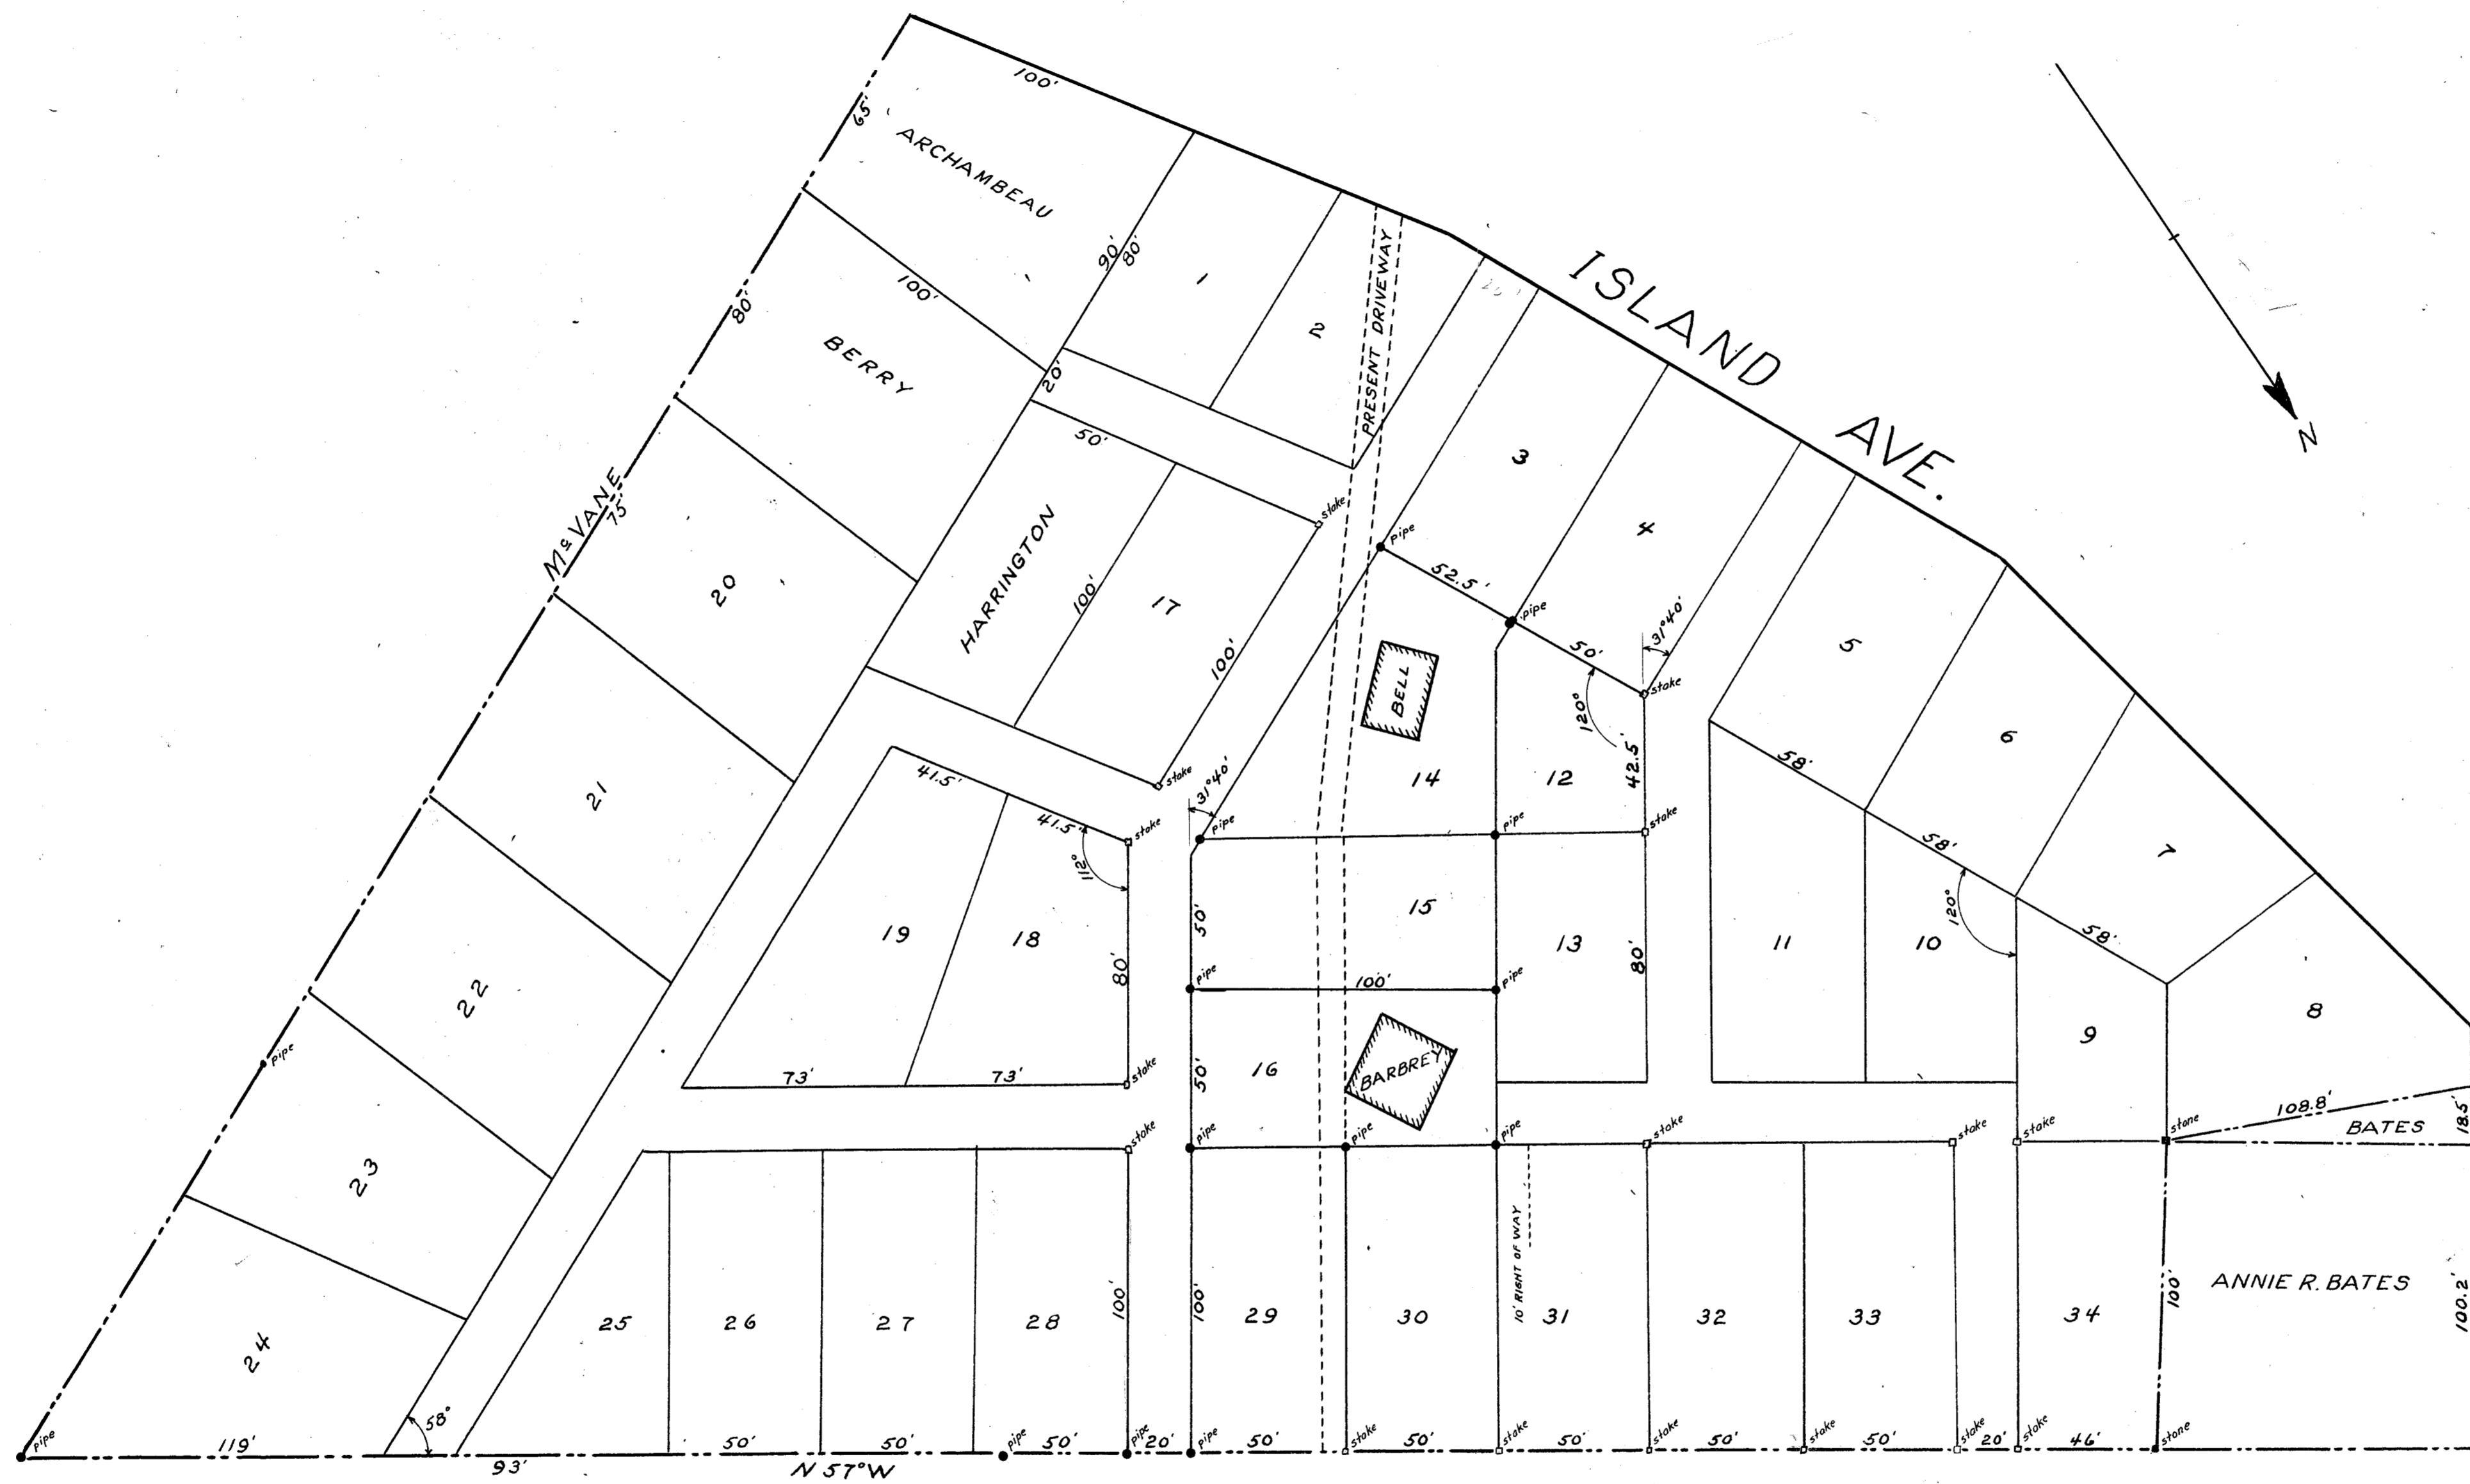 100'
65'
ARCHAMBEAU
90'
80'
1
2
PRESENT DRIVEWAY
ISLAND AVE.
N
80'
100'
BERRY
20'
50'
stake
3
pipe
4
McVANE
75'
20
HARRINGTON
100'
17
100'
52.5'
pipe
50'
31°40'
stake
120°
42.5'
5
6
7
58'
58'
58'
BELL
14
12
stake
31°40'
pipe
pipe
stake
21
41.5'
41.5'
stake
112°
19
18
80'
50'
15
13
80'
11
10
120°
9
8
22
pipe
pipe
100'
pipe
pipe
73'
73'
stake
50'
16
BARBREY
108.8'
18.5'
BATES
23
stake
pipe
pipe
pipe
stake
stake
stake
stone
24
25
26
27
28
100'
100'
29
30
10' RIGHT OF WAY
31
32
33
34
100'
ANNIE R. BATES
100.2'
58°
pipe
119'
93'
50'
50'
pipe
50'
pipe
20'
pipe
50'
stake
50'
stake
50'
stake
50'
stake
50'
stake
20'
stake
46'
stone
N 57°W